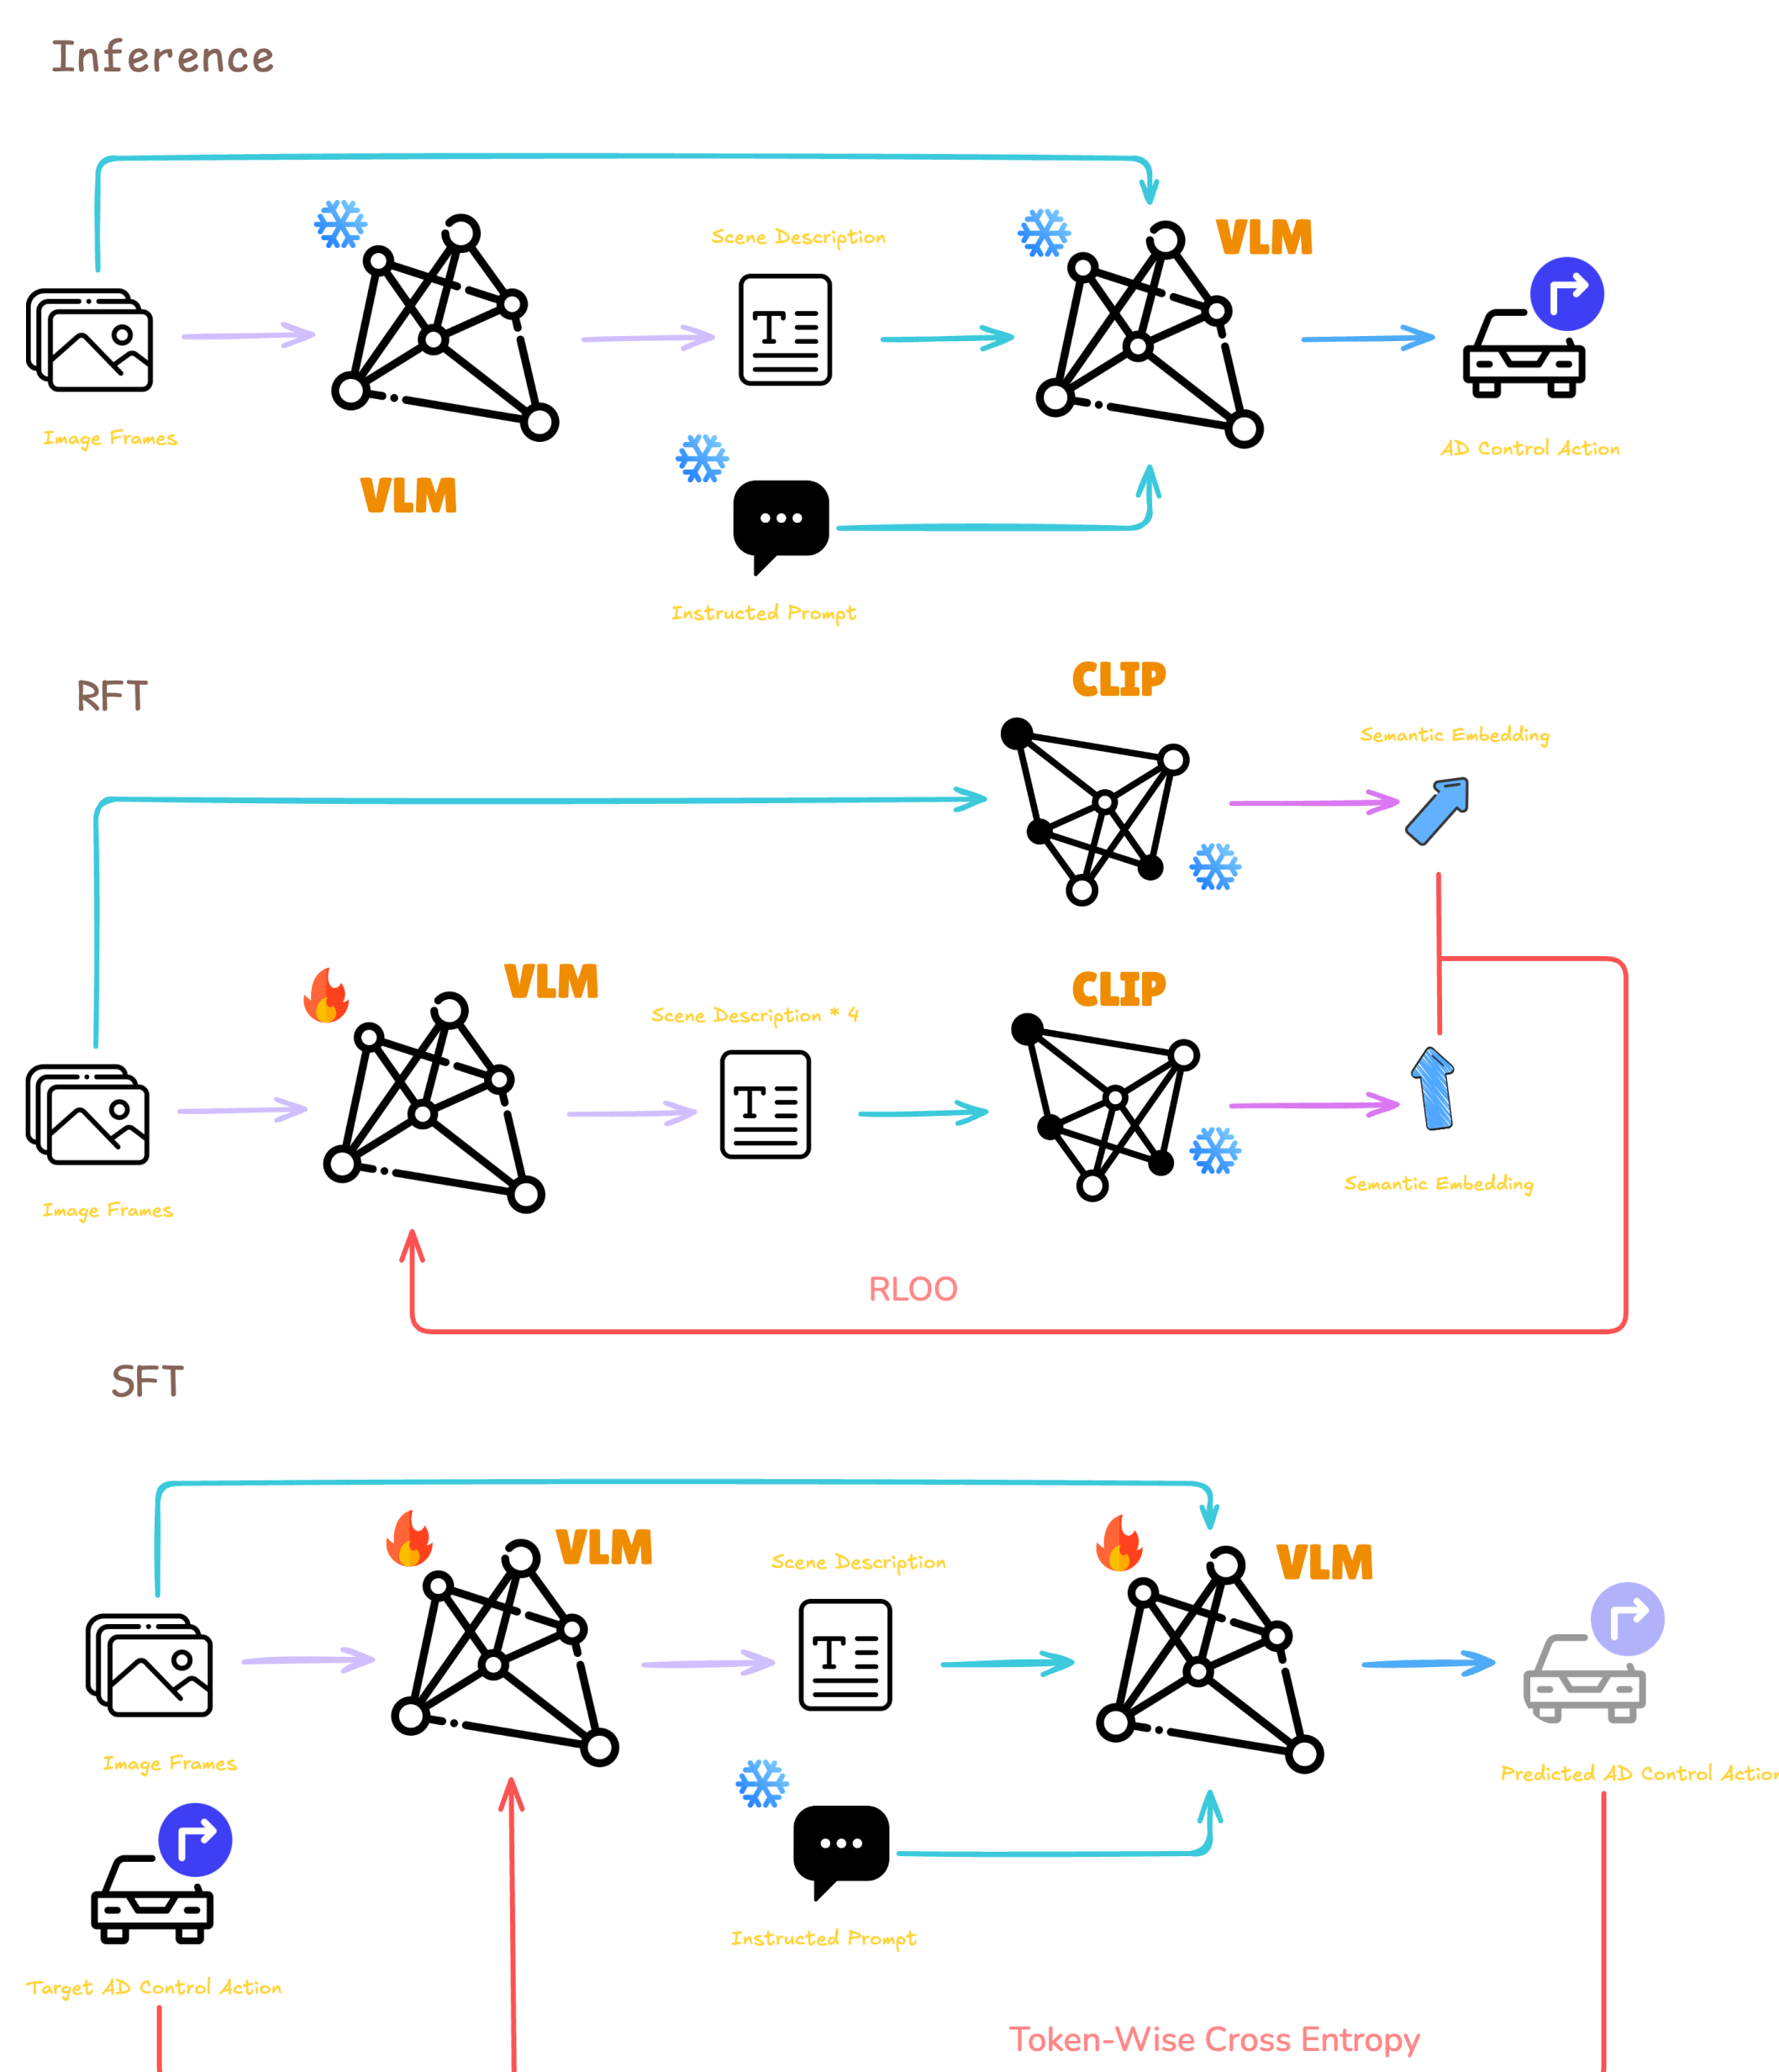 Inference
Scene Description
VLM
Image Frames
AD Control Action
VLM
Instructed Prompt
RFT
CLIP
Semantic Embedding
VLM
CLIP
Scene Description * 4
Semantic Embedding
Image Frames
RLOO
SFT
VLM
VLM
Scene Description
Image Frames
Predicted AD Control Action
Instructed Prompt
Target AD Control Action
Token-Wise Cross Entropy